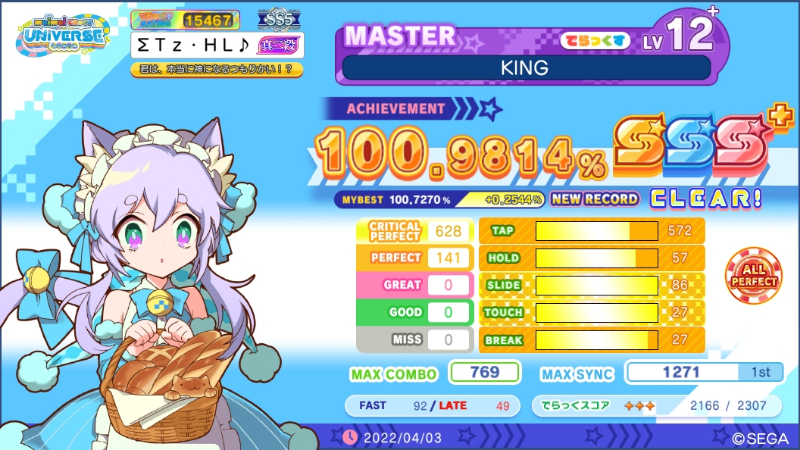 maimai でらっくす
UNIVERSE
15467
SS5
ΣTz・HL♪
真二段
君は、本当に神になるつもりかい！？
MASTER
でらっくす
LV 12+
KING
ACHIEVEMENT
100.9814%
SSS+
MYBEST 100.7270%
+0.2544%
NEW RECORD
CLEAR!
CRITICAL PERFECT 628
PERFECT 141
GREAT 0
GOOD 0
MISS 0
TAP 572
HOLD 57
SLIDE 86
TOUCH 27
BREAK 27
ALL PERFECT
MAX COMBO 769
MAX SYNC 1271 1st
FAST 92 / LATE 49
でらっくスコア 2166 / 2307
2022/04/03
©SEGA